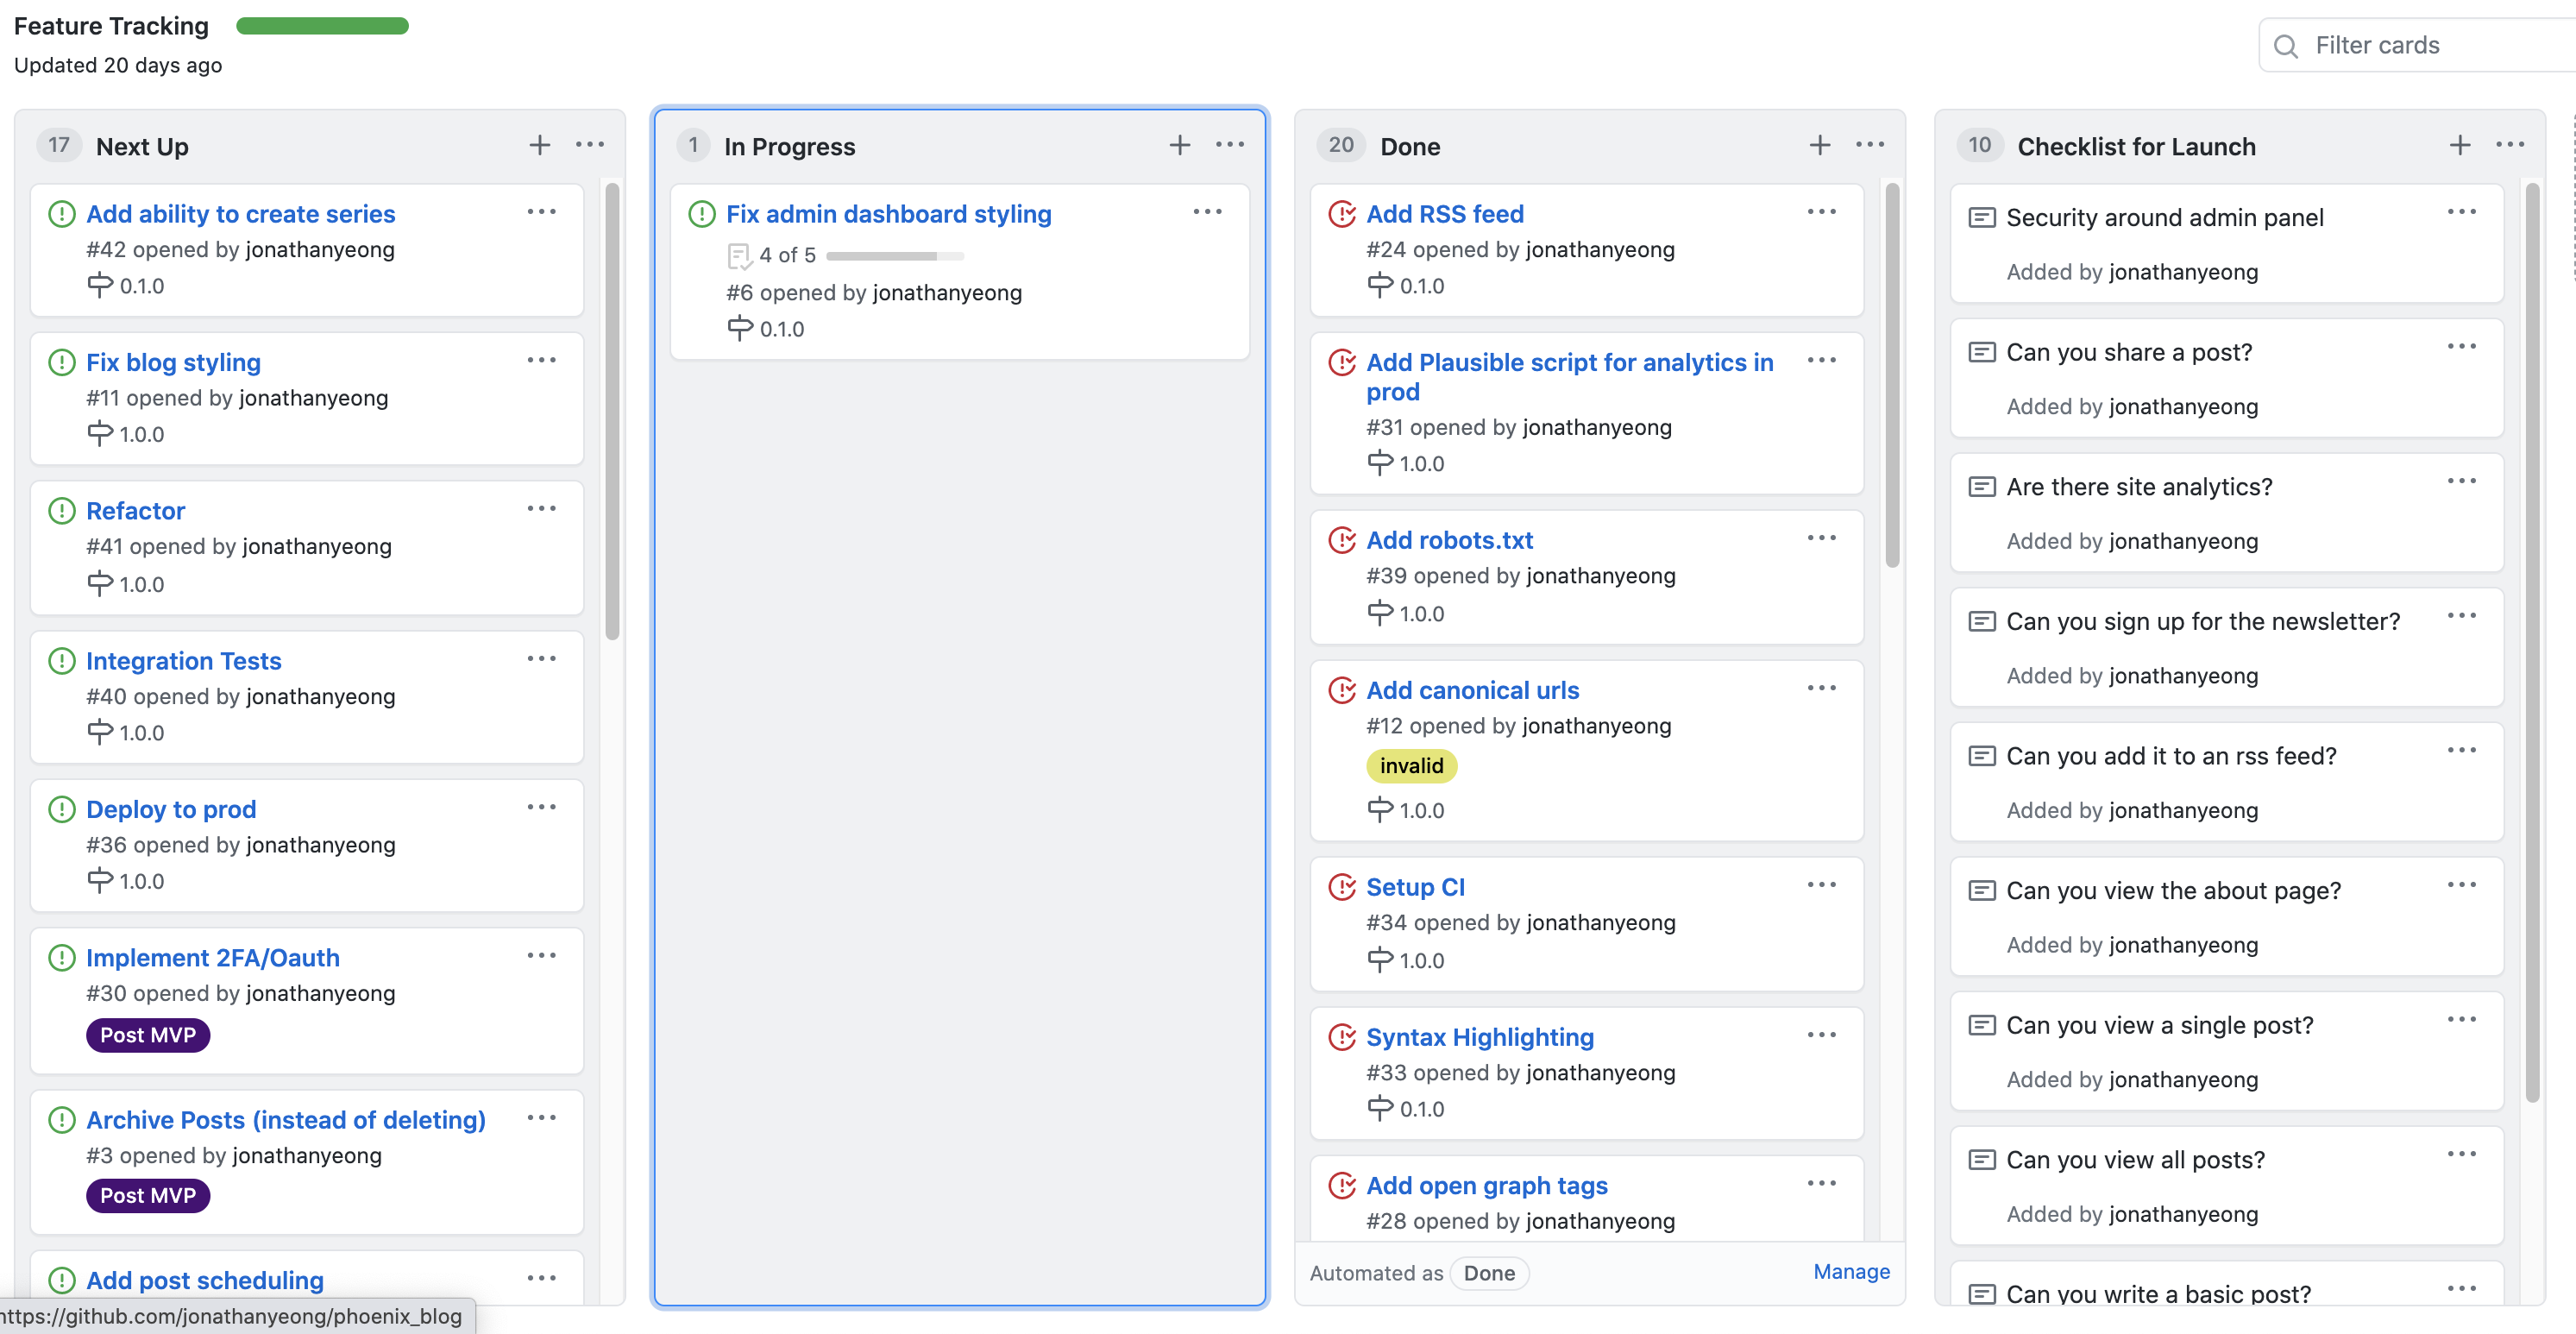 Feature Tracking
Updated 20 days ago
Filter cards
17 Next Up
Add ability to create series
#42 opened by jonathanyeong
0.1.0
Fix blog styling
#11 opened by jonathanyeong
1.0.0
Refactor
#41 opened by jonathanyeong
1.0.0
Integration Tests
#40 opened by jonathanyeong
1.0.0
Deploy to prod
#36 opened by jonathanyeong
1.0.0
Implement 2FA/Oauth
#30 opened by jonathanyeong
Post MVP
Archive Posts (instead of deleting)
#3 opened by jonathanyeong
Post MVP
Add post scheduling
https://github.com/jonathanyeong/phoenix_blog
1 In Progress
Fix admin dashboard styling
4 of 5
#6 opened by jonathanyeong
0.1.0
20 Done
Add RSS feed
#24 opened by jonathanyeong
0.1.0
Add Plausible script for analytics in
prod
#31 opened by jonathanyeong
1.0.0
Add robots.txt
#39 opened by jonathanyeong
1.0.0
Add canonical urls
#12 opened by jonathanyeong
invalid
1.0.0
Setup CI
#34 opened by jonathanyeong
1.0.0
Syntax Highlighting
#33 opened by jonathanyeong
0.1.0
Add open graph tags
#28 opened by jonathanyeong
Automated as Done Manage
10 Checklist for Launch
Security around admin panel
Added by jonathanyeong
Can you share a post?
Added by jonathanyeong
Are there site analytics?
Added by jonathanyeong
Can you sign up for the newsletter?
Added by jonathanyeong
Can you add it to an rss feed?
Added by jonathanyeong
Can you view the about page?
Added by jonathanyeong
Can you view a single post?
Added by jonathanyeong
Can you view all posts?
Added by jonathanyeong
Can you write a basic post?